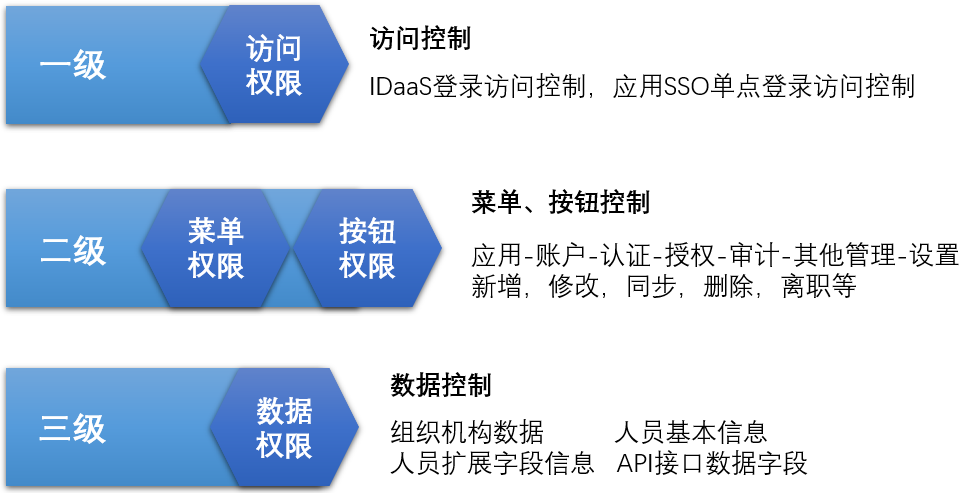 一级
访问
权限
访问控制
IDaaS登录访问控制，应用SSO单点登录访问控制
二级
菜单
权限
按钮
权限
菜单、按钮控制
应用-账户-认证-授权-审计-其他管理-设置
新增，修改，同步，删除，离职等
三级
数据
权限
数据控制
组织机构数据 人员基本信息
人员扩展字段信息 API接口数据字段